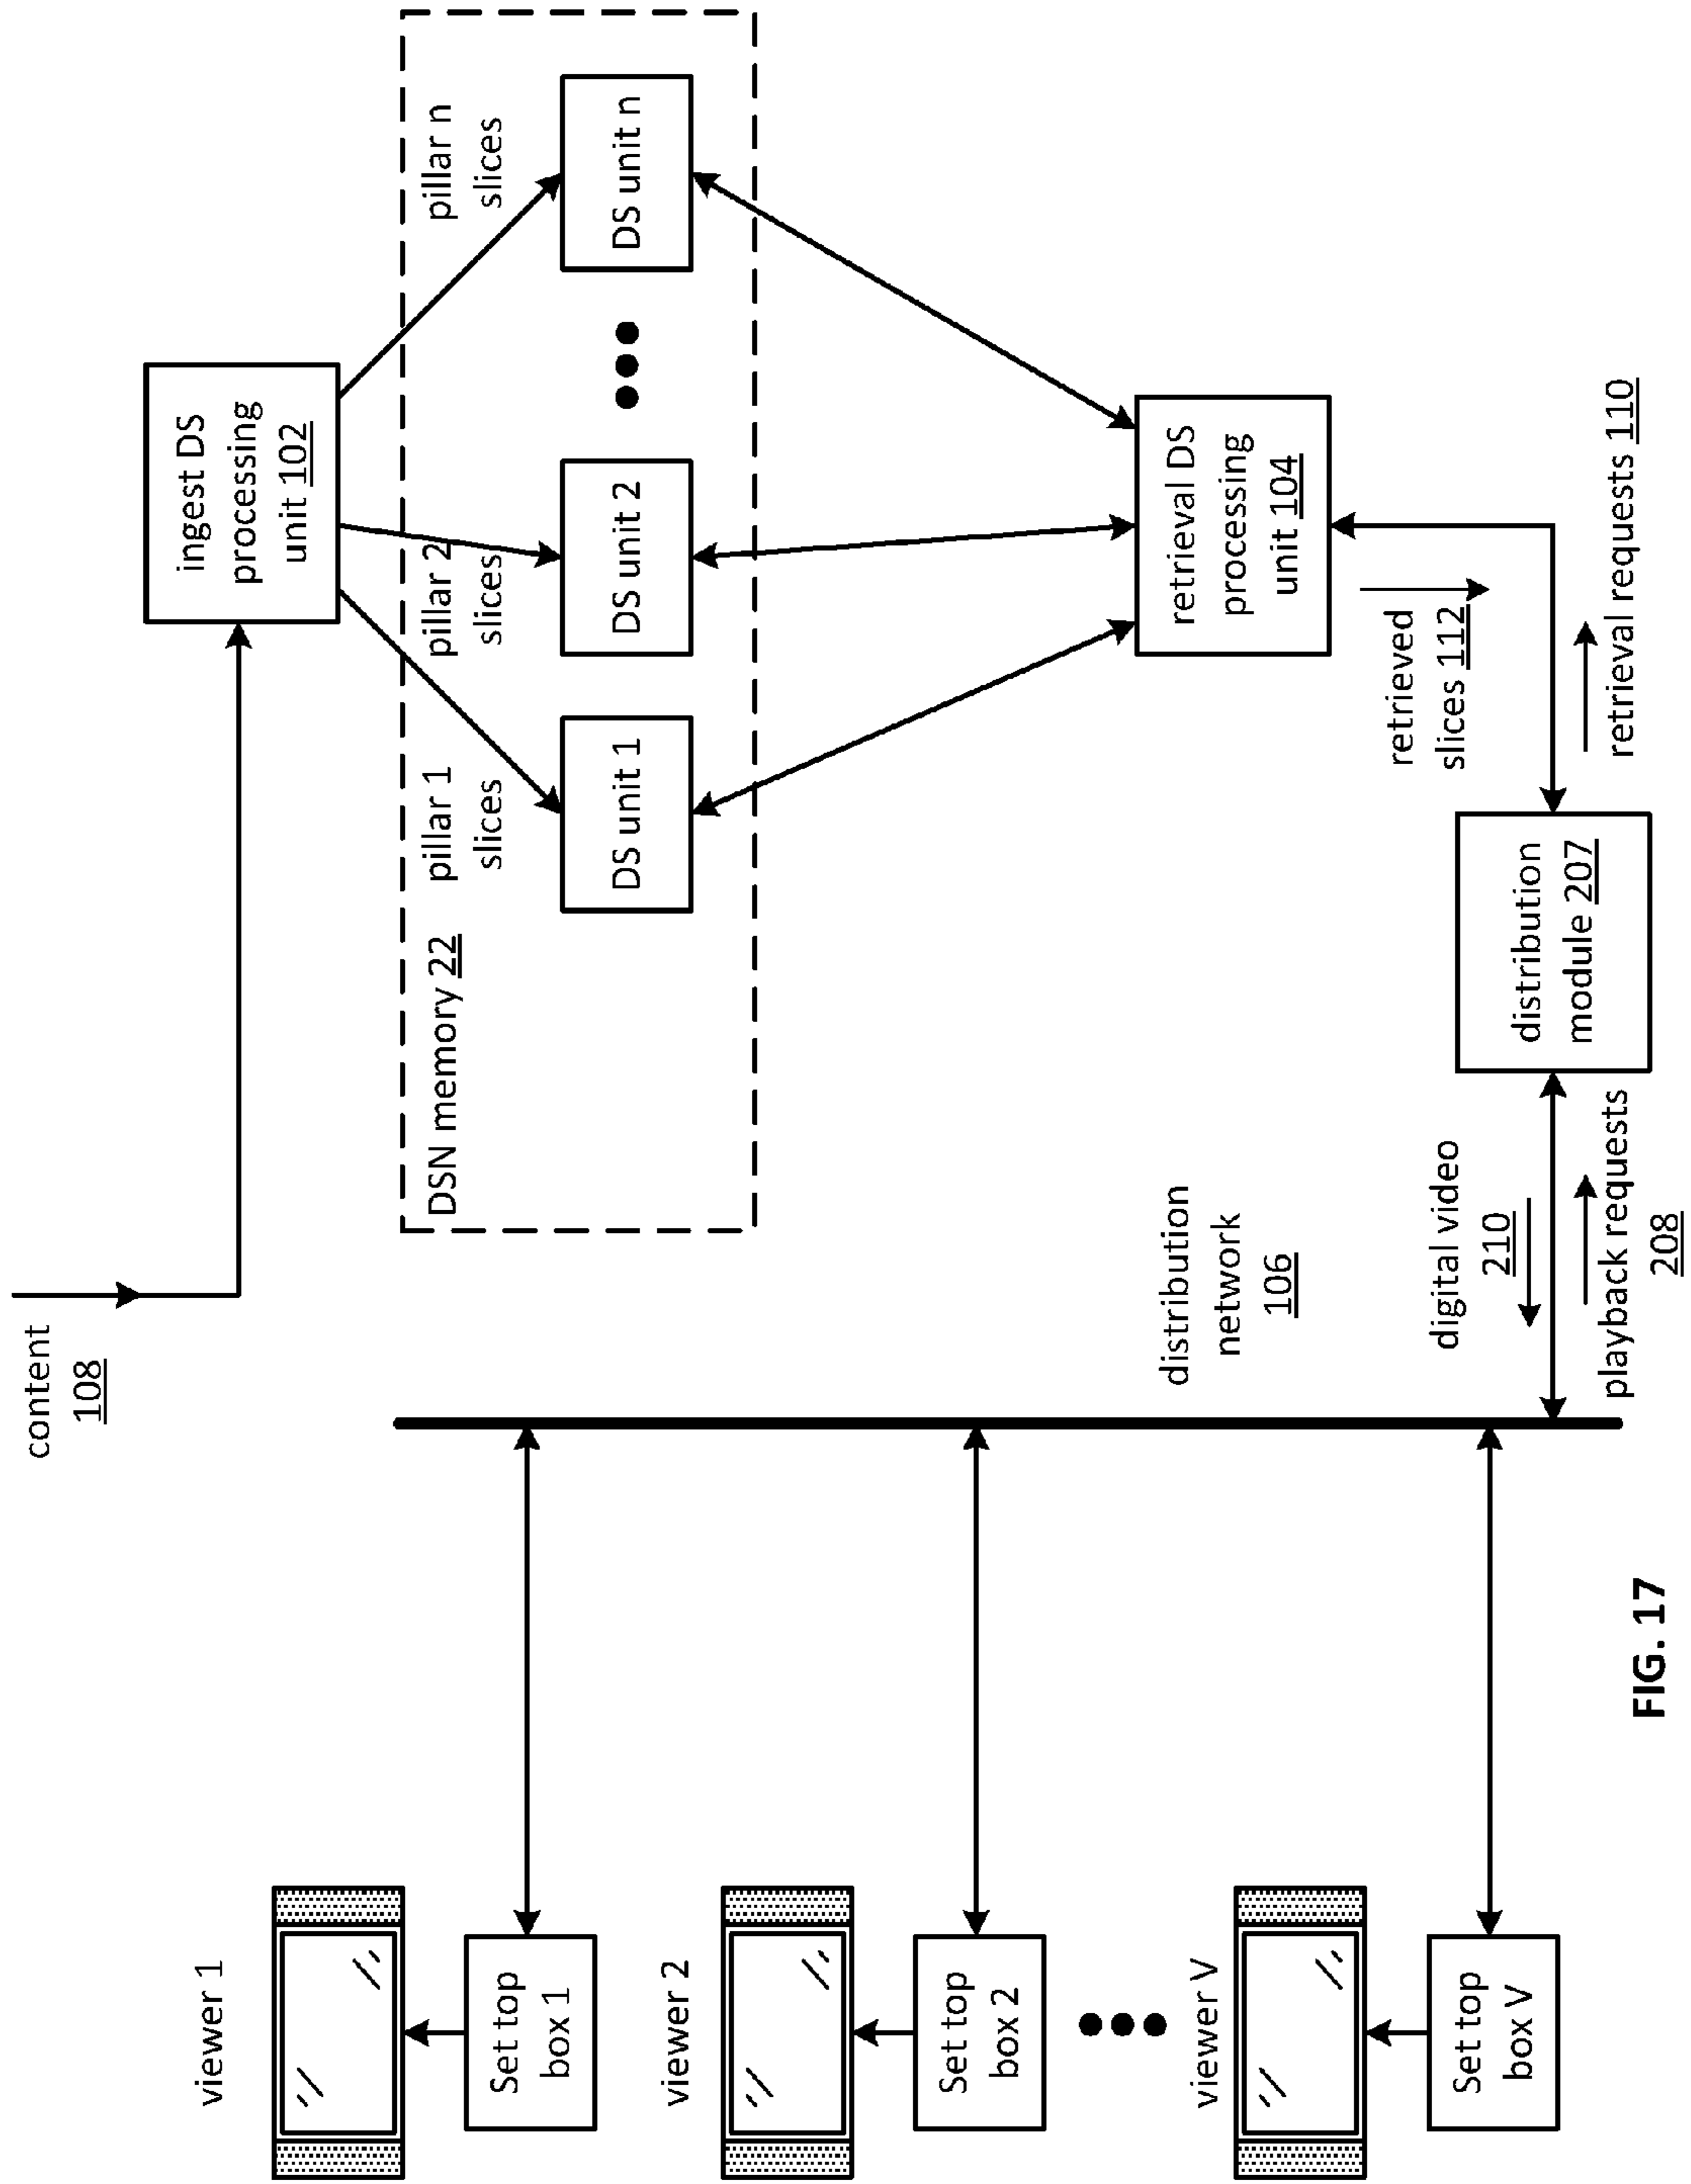 content
108
ingest DS
processing
unit 102
viewer 1
Set top
box 1
DSN memory 22
pillar 1
slices
pillar 2
slices
pillar n
slices
DS unit 1
DS unit 2
DS unit n
viewer 2
Set top
box 2
distribution
network
106
retrieval DS
processing
unit 104
viewer V
Set top
box V
digital video
210
playback requests
208
distribution
module 207
retrieved
slices 112
retrieval requests 110
FIG. 17